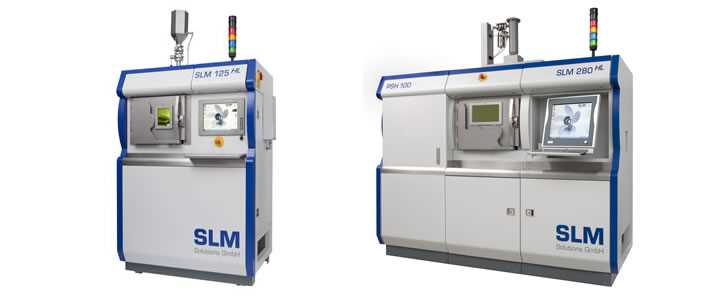 SLM 125 HL
SLM
Solutions GmbH
PSH 100
SLM 280 HL
SLM
Solutions GmbH